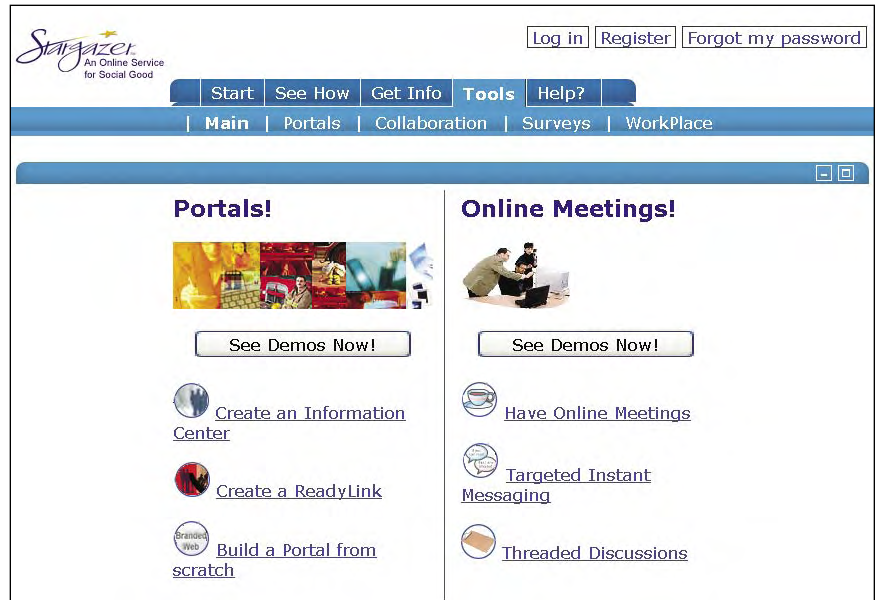 Stargazer
An Online Service
for Social Good
Log in Register Forgot my password
Start See How Get Info Tools Help?
| Main | Portals | Collaboration | Surveys | WorkPlace
Portals!
See Demos Now!
Create an Information
Center
Create a ReadyLink
Branded
Web
Build a Portal from
scratch
Online Meetings!
See Demos Now!
Have Online Meetings
Targeted Instant
Messaging
Threaded Discussions